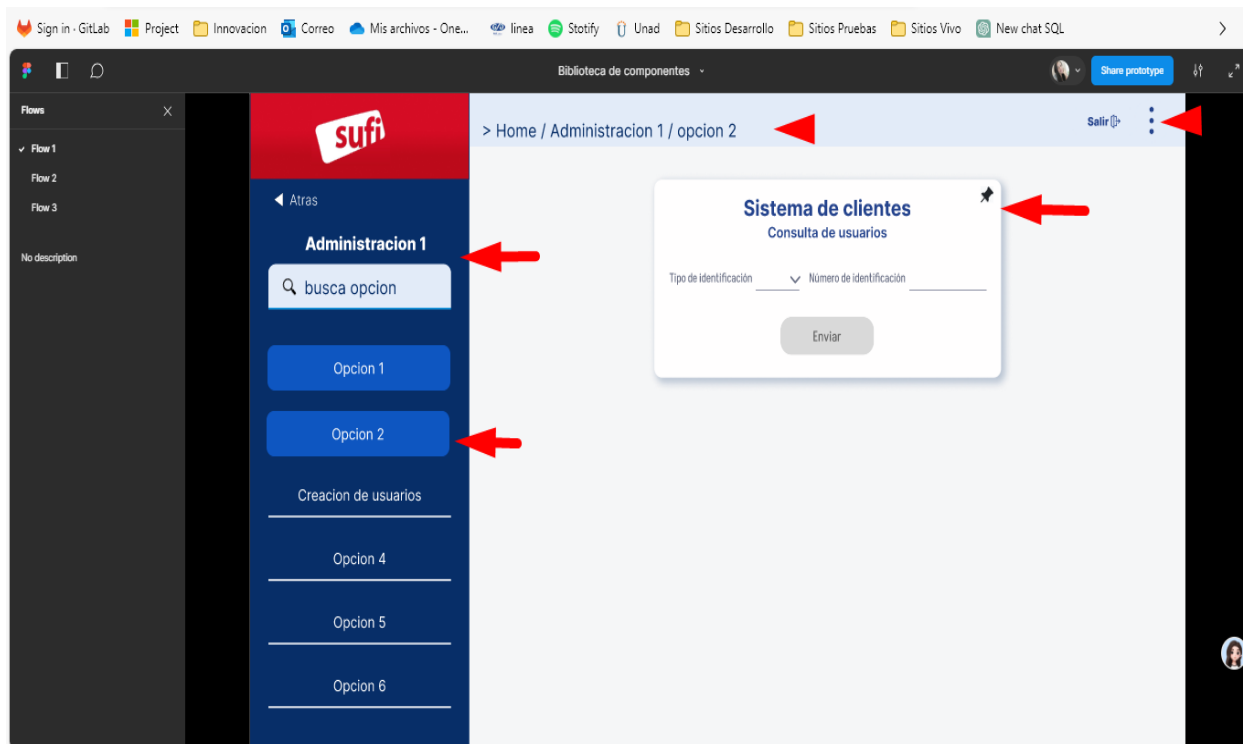 Sign in · GitLab
Project
Innovacion
Correo
Mis archivos - One...
linea
Stotify
Unad
Sitios Desarrollo
Sitios Pruebas
Sitios Vivo
New chat SQL
Biblioteca de componentes
Share prototype
Flows
Flow 1
Flow 2
Flow 3
No description
sufi
Atras
Administracion 1
busca opcion
Opcion 1
Opcion 2
Creacion de usuarios
Opcion 4
Opcion 5
Opcion 6
> Home / Administracion 1 / opcion 2
Salir
Sistema de clientes
Consulta de usuarios
Tipo de identificación
Número de identificación
Enviar